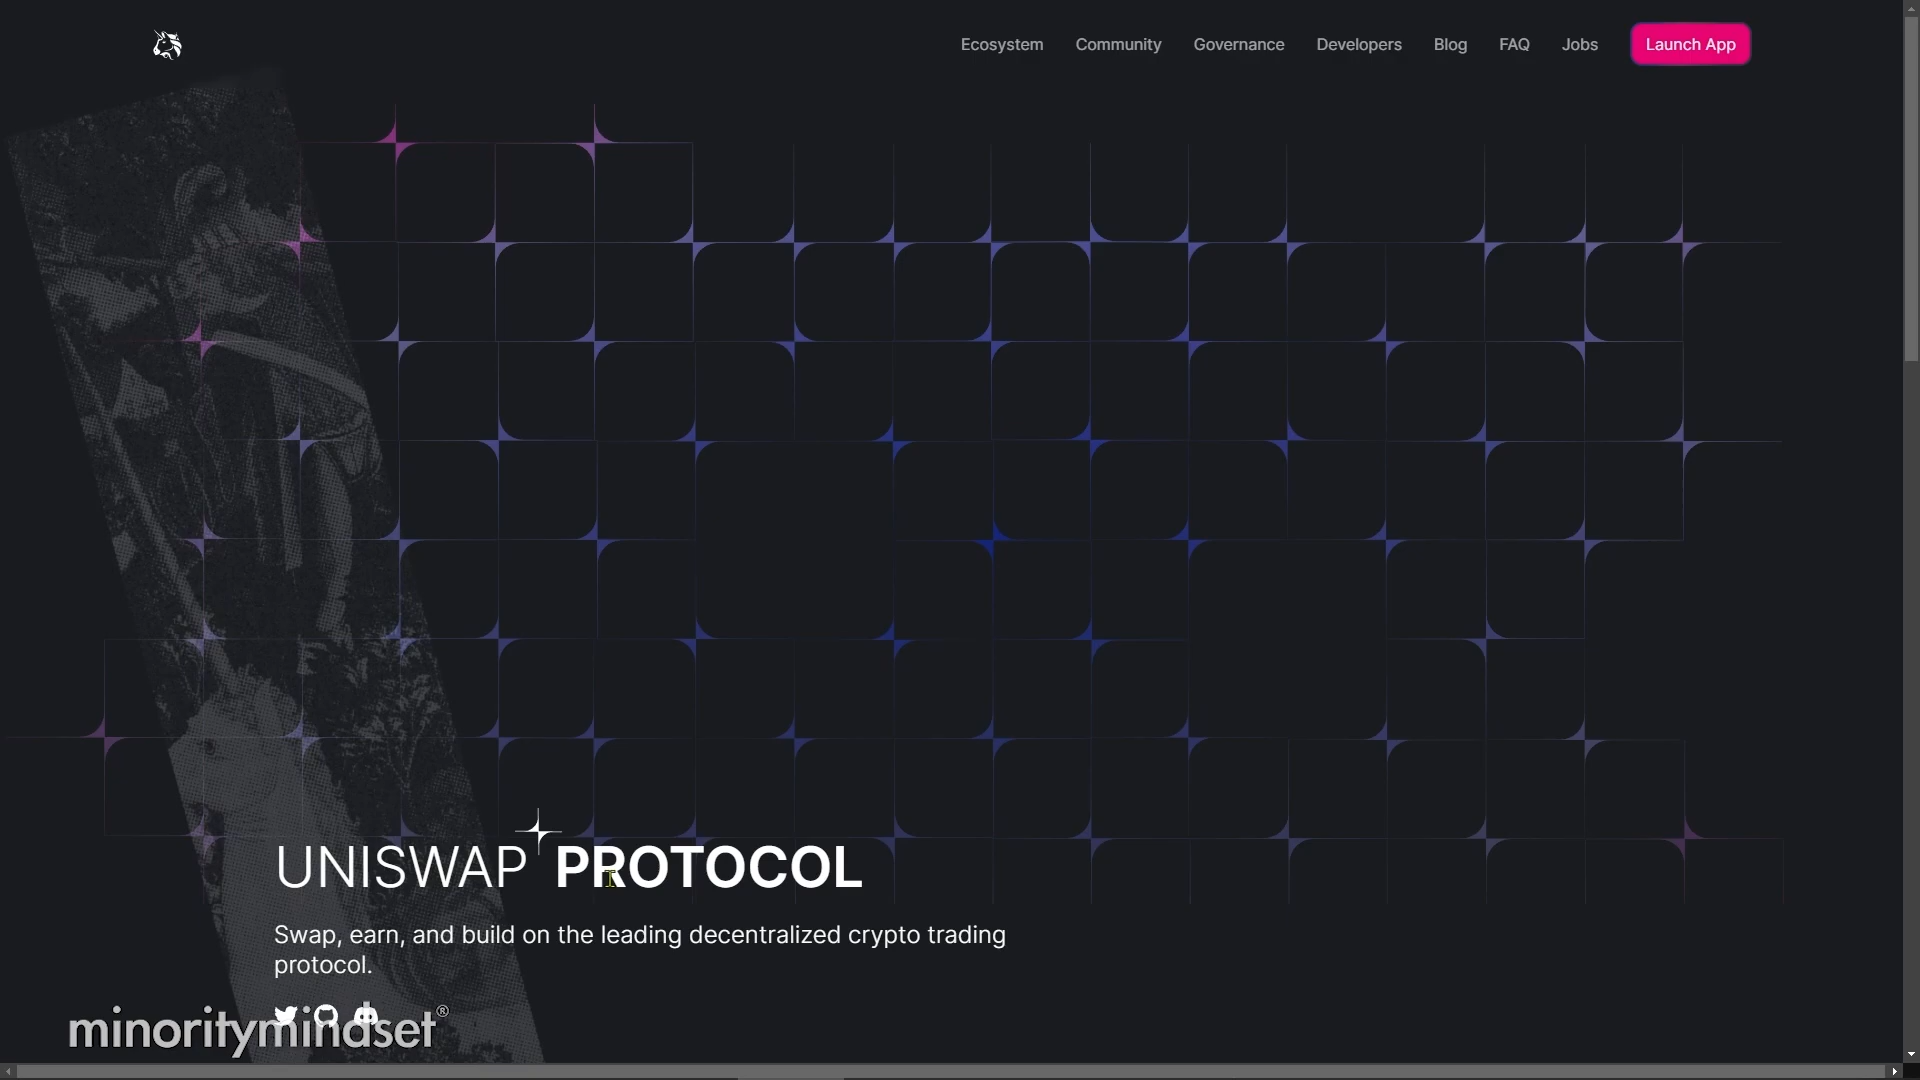 Ecosystem Community Governance Developers Blog FAQ Jobs Launch App
UNISWAP PROTOCOL
Swap, earn, and build on the leading decentralized crypto trading
protocol.
minoritymindset®